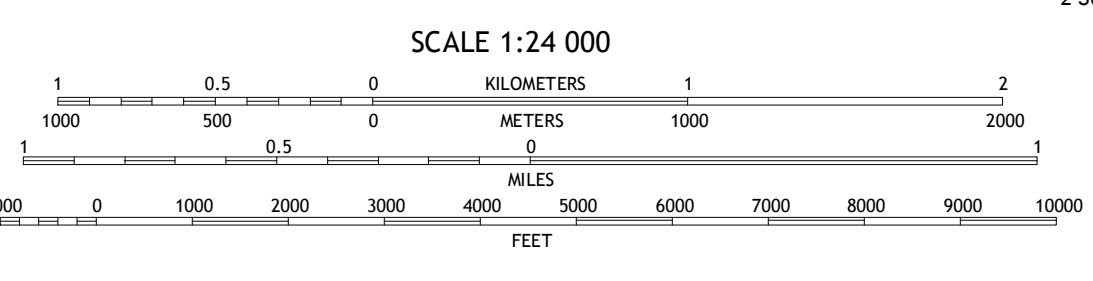 SCALE 1:24 000
1 0.5 0 KILOMETERS 1 2
1000 500 0 METERS 1000 2000
1 0.5 0 1
MILES
0 1000 2000 3000 4000 5000 6000 7000 8000 9000 10000
FEET